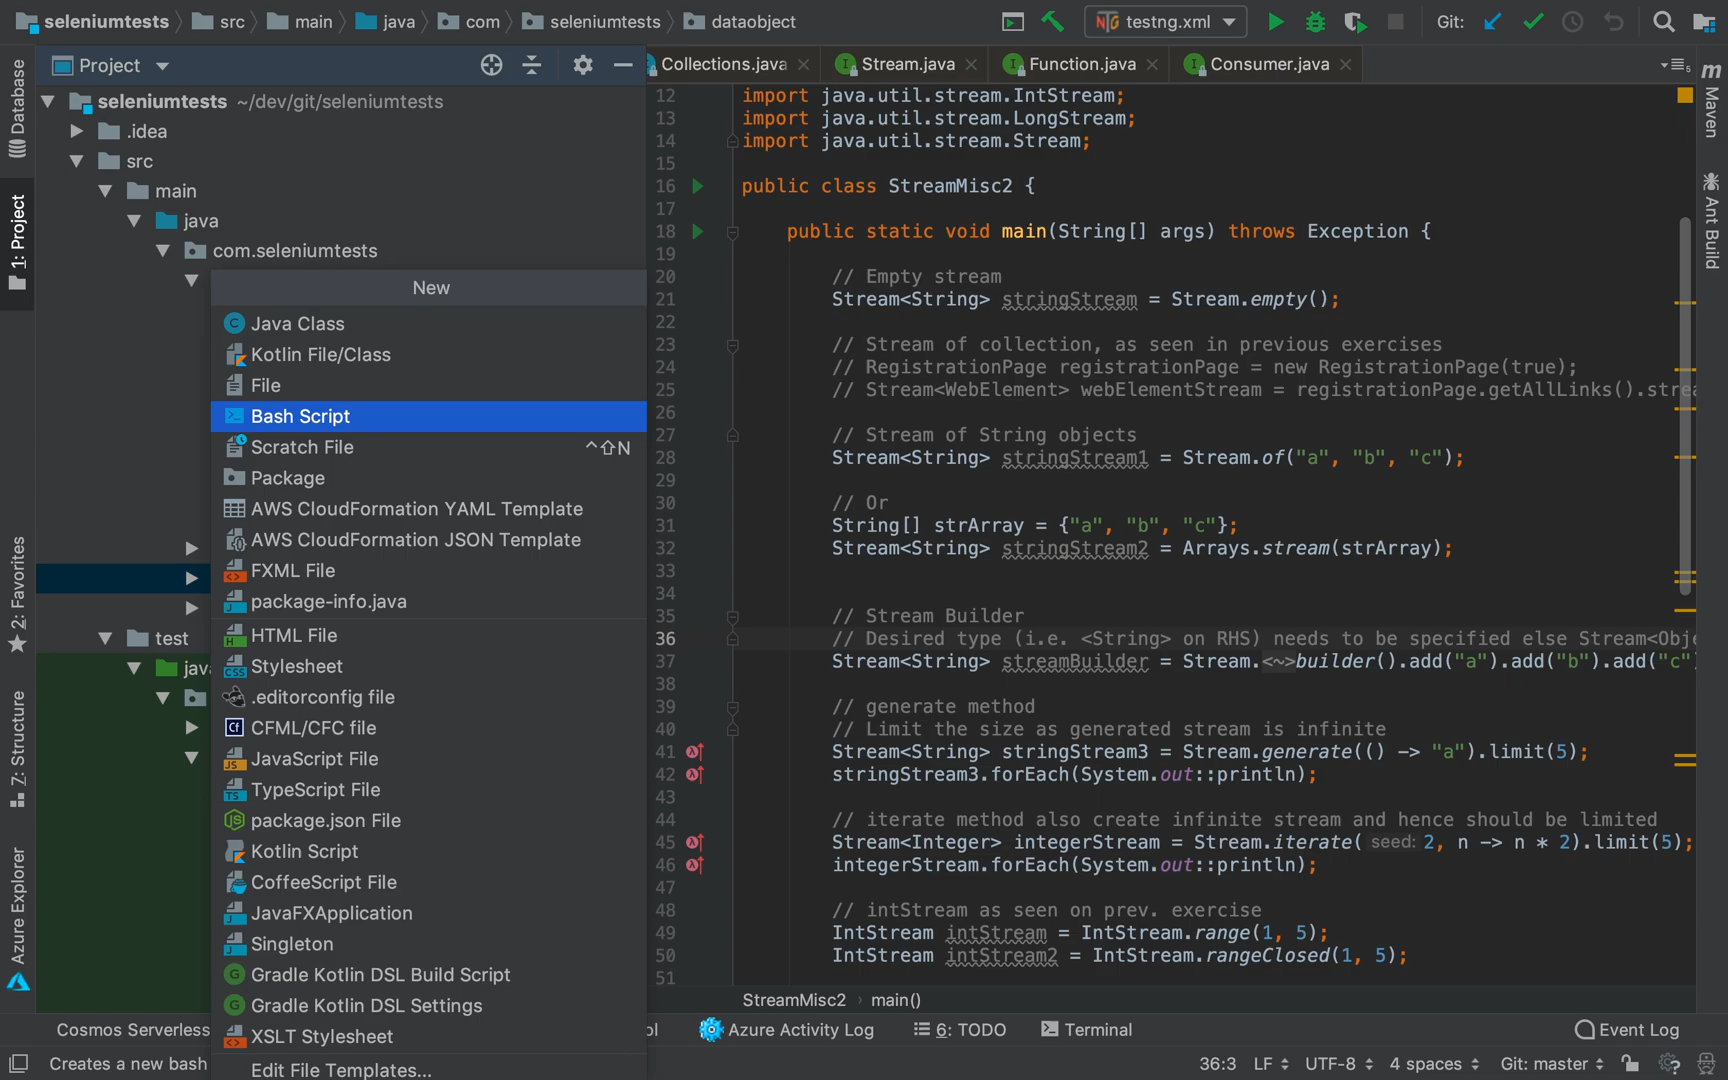 seleniumtests src main java com seleniumtests dataobject
testng.xml
Git:
Project
Collections.java
Stream.java
Function.java
Consumer.java
5
Database
1: Project
2: Favorites
7: Structure
Azure Explorer
seleniumtests ~/dev/git/seleniumtests
.idea
src
main
java
com.seleniumtests
test
jav
New
Java Class
Kotlin File/Class
File
Bash Script
Scratch File ^⇧N
Package
AWS CloudFormation YAML Template
AWS CloudFormation JSON Template
FXML File
package-info.java
HTML File
Stylesheet
.editorconfig file
CFML/CFC file
JavaScript File
TypeScript File
package.json File
Kotlin Script
CoffeeScript File
JavaFXApplication
Singleton
Gradle Kotlin DSL Build Script
Gradle Kotlin DSL Settings
XSLT Stylesheet
Edit File Templates...
12 import java.util.stream.IntStream;
13 import java.util.stream.LongStream;
14 import java.util.stream.Stream;
15
16 public class StreamMisc2 {
17
18 public static void main(String[] args) throws Exception {
19
20 // Empty stream
21 Stream<String> stringStream = Stream.empty();
22
23 // Stream of collection, as seen in previous exercises
24 // RegistrationPage registrationPage = new RegistrationPage(true);
25 // Stream<WebElement> webElementStream = registrationPage.getAllLinks().strea
26
27 // Stream of String objects
28 Stream<String> stringStream1 = Stream.of("a", "b", "c");
29
30 // Or
31 String[] strArray = {"a", "b", "c"};
32 Stream<String> stringStream2 = Arrays.stream(strArray);
33
34
35 // Stream Builder
36 // Desired type (i.e. <String> on RHS) needs to be specified else Stream<Obje
37 Stream<String> streamBuilder = Stream.<~>builder().add("a").add("b").add("c")
38
39 // generate method
40 // Limit the size as generated stream is infinite
41 Stream<String> stringStream3 = Stream.generate(() -> "a").limit(5);
42 stringStream3.forEach(System.out::println);
43
44 // iterate method also create infinite stream and hence should be limited
45 Stream<Integer> integerStream = Stream.iterate( seed: 2, n -> n * 2).limit(5);
46 integerStream.forEach(System.out::println);
47
48 // intStream as seen on prev. exercise
49 IntStream intStream = IntStream.range(1, 5);
50 IntStream intStream2 = IntStream.rangeClosed(1, 5);
51
StreamMisc2 › main()
m Maven
Ant Build
Cosmos Serverless
ol
Azure Activity Log
6: TODO
Terminal
Event Log
Creates a new bash
36:3 LF UTF-8 4 spaces Git: master